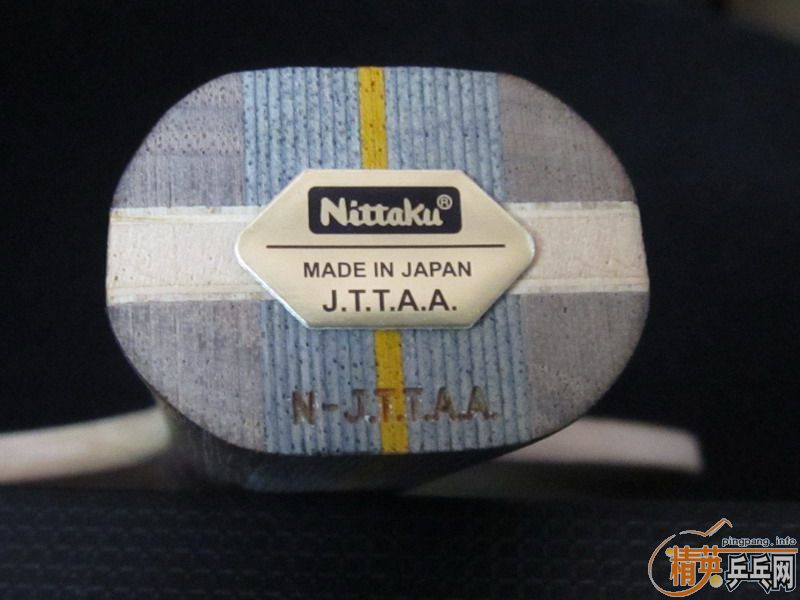 Nittaku®
MADE IN JAPAN
J.T.T.A.A.
N-J.T.T.A.A.
pingpang.info
精英乒乓网